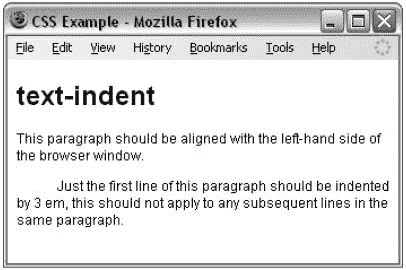 CSS Example - Mozilla Firefox
File Edit View History Bookmarks Tools Help
text-indent
This paragraph should be aligned with the left-hand side of
the browser window.
Just the first line of this paragraph should be indented
by 3 em, this should not apply to any subsequent lines in the
same paragraph.